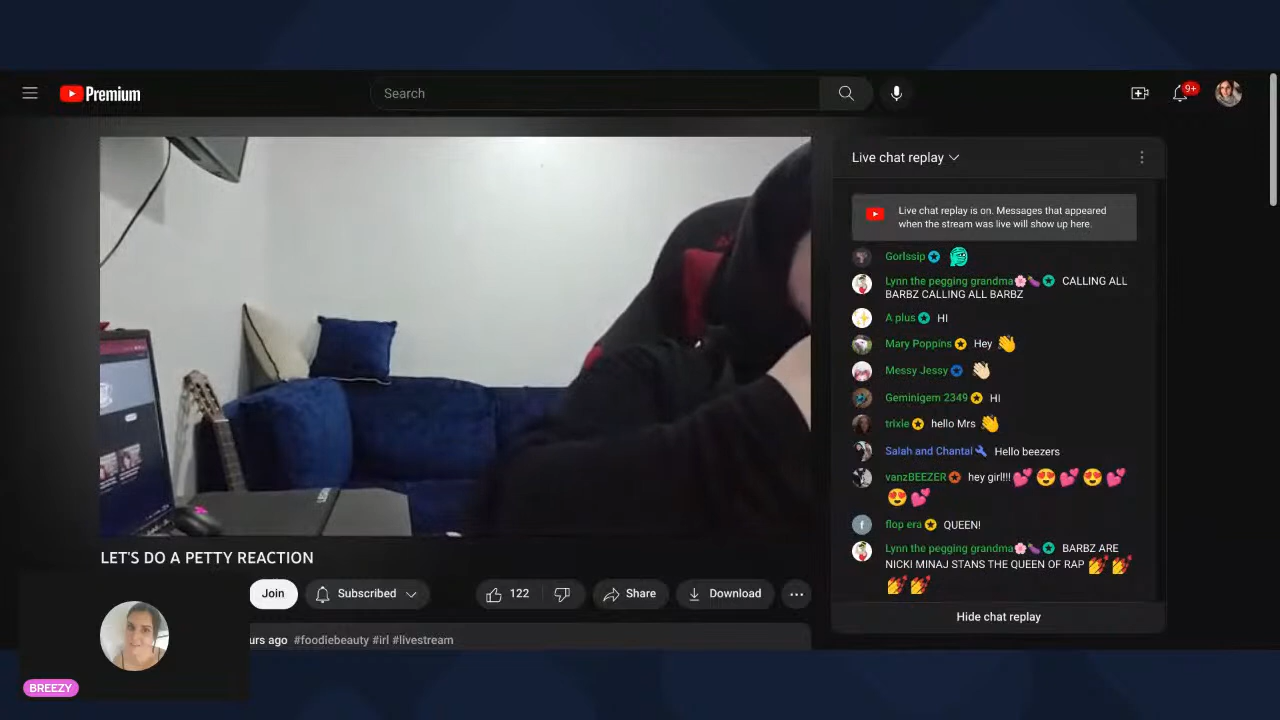 Premium
Search
9+
Live chat replay
Live chat replay is on. Messages that appeared
when the stream was live will show up here.
Gorlssip
Lynn the pegging grandma🌸🍆 CALLING ALL
BARBZ CALLING ALL BARBZ
A plus HI
Mary Poppins Hey 👋
Messy Jessy 👋🏻
Geminigem 2349 HI
trixie hello Mrs 👋
Salah and Chantal Hello beezers
vanzBEEZER hey girl!!!💕😍💕😍💕
😍💕
f flop era QUEEN!
Lynn the pegging grandma🌸🍆 BARBZ ARE
NICKI MINAJ STANS THE QUEEN OF RAP 💅💅
💅💅
Hide chat replay
LET'S DO A PETTY REACTION
Join
Subscribed
122
Share
Download
urs ago #foodiebeauty #irl #livestream
BREEZY